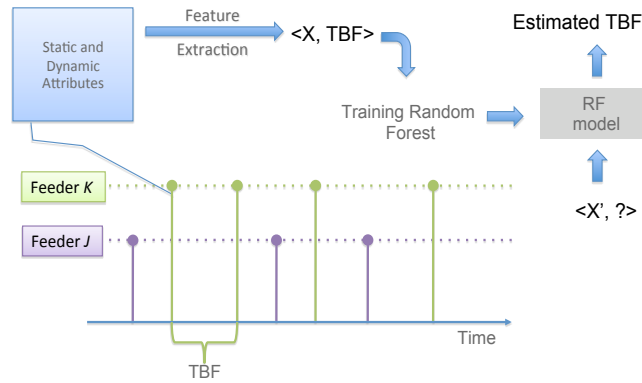 Static and
Dynamic
Attributes
Feature
Extraction
<X, TBF>
Estimated TBF
Training Random
Forest
RF
model
<X', ?>
Feeder K
Feeder J
Time
TBF